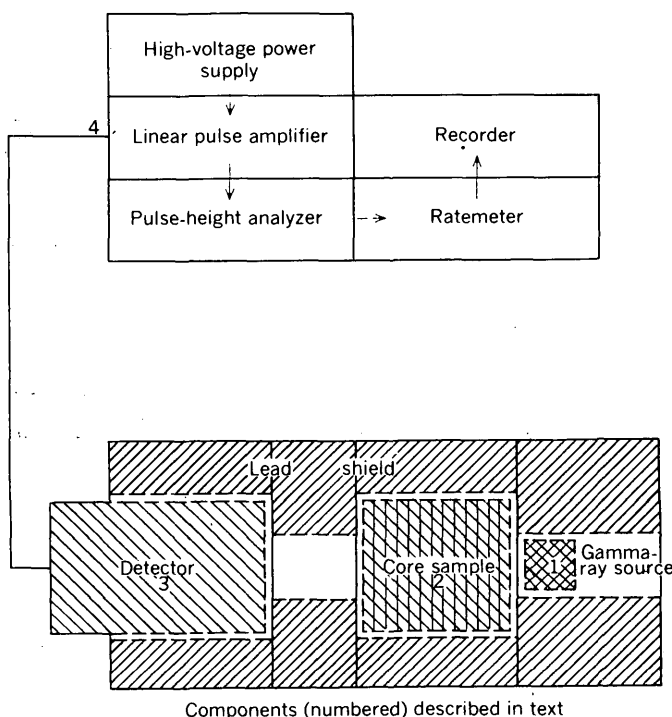 High-voltage power
supply
4
Linear pulse amplifier
Recorder
Pulse-height analyzer
Ratemeter
Lead shield
Detector
3
Core sample
2
1
Gamma-
ray source
Components (numbered) described in text